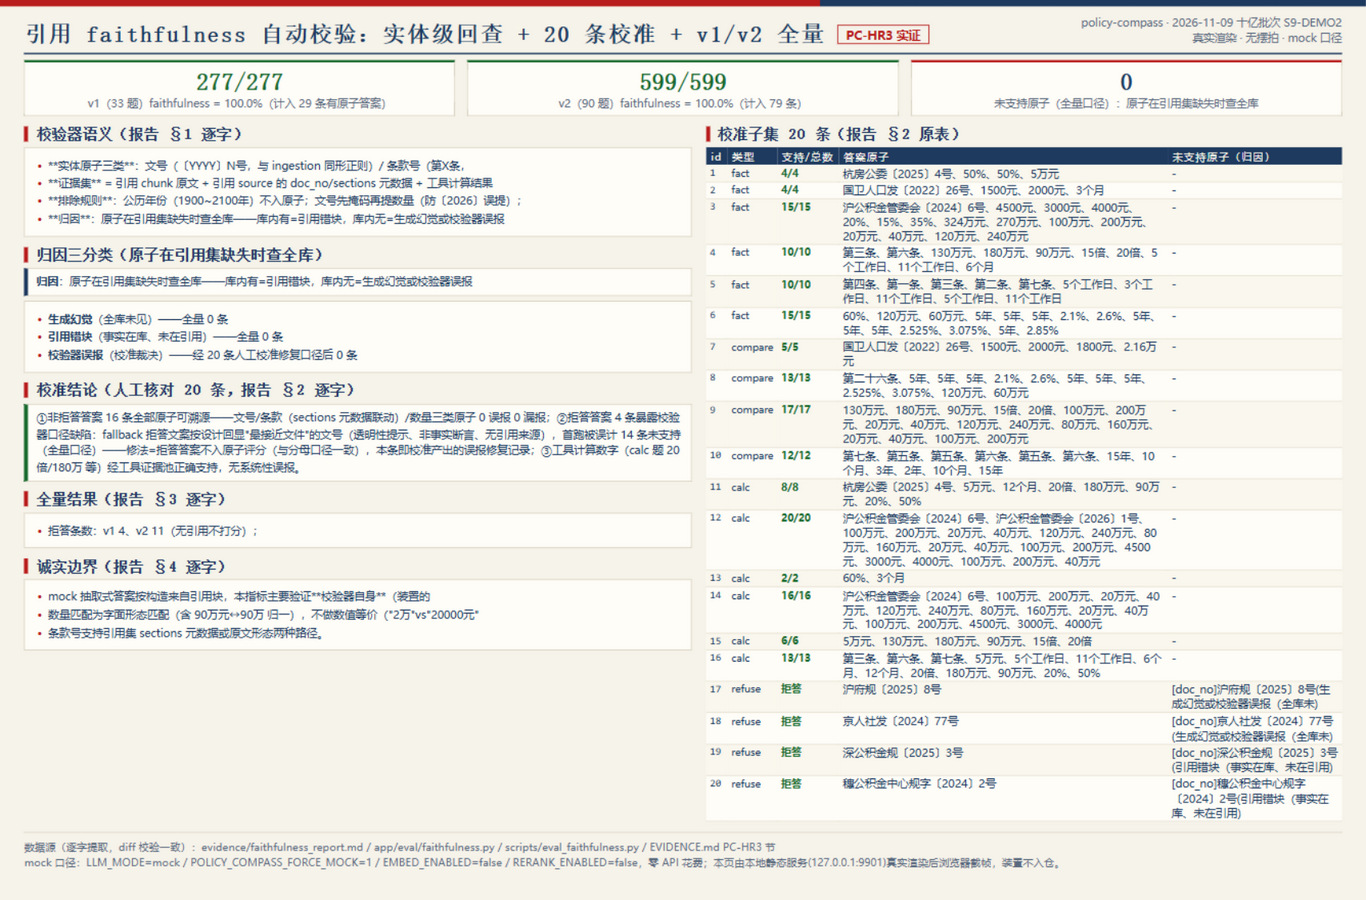 引用 faithfulness 自动校验：实体级回查 + 20 条校准 + v1/v2 全量
PC-HR3 实证
policy-compass · 2026-11-09 十亿批次 S9-DEMO2
真实渲染 · 无摆拍 · mock 口径
277/277
v1（33 题）faithfulness = 100.0%（计入 29 条有原子答案）
599/599
v2（90 题）faithfulness = 100.0%（计入 79 条）
0
未支持原子（全量口径）：原子在引用集缺失时查全库
校验器语义（报告 §1 逐字）
• **实体原子三类**：文号（〔YYYY〕N号，与 ingestion 同形正则）/ 条款号（第X条，
• **证据集** = 引用 chunk 原文 + 引用 source 的 doc_no/sections 元数据 + 工具计算结果
• **排除规则**：公历年份（1900~2100年）不入原子；文号先掩码再提数量（防〔2026〕误提）；
• **归因**：原子在引用集缺失时查全库——库内有=引用错块，库内无=生成幻觉或校验器误报
归因三分类（原子在引用集缺失时查全库）
归因：原子在引用集缺失时查全库——库内有=引用错块，库内无=生成幻觉或校验器误报
• 生成幻觉（全库未见）——全量 0 条
• 引用错块（事实在库、未在引用）——全量 0 条
• 校验器误报（校准裁决）——经 20 条人工校准修复口径后 0 条
校准结论（人工核对 20 条，报告 §2 逐字）
①非拒答答案 16 条全部原子可溯源——文号/条款（sections 元数据联动）/数量三类原子 0 误报 0 漏报；②拒答答案 4 条暴露校验
器口径缺陷：fallback 拒答文案按设计回显"最接近文件"的文号（透明性提示、非事实断言、无引用来源），首跑被误计 14 条未支持
（全量口径）——修法=拒答答案不入原子评分（与分母口径一致），本条即校准产出的误报修复记录；③工具计算数字（calc 题 20
倍/180万 等）经工具证据池正确支持，无系统性误报。
全量结果（报告 §3 逐字）
• 拒答条数：v1 4、v2 11（无引用不打分）；
诚实边界（报告 §4 逐字）
• mock 抽取式答案按构造来自引用块，本指标主要验证**校验器自身**（装置的
• 数量匹配为字面形态匹配（含 90万元↔90万 归一），不做数值等价（"2万"vs"20000元"
• 条款号支持引用集 sections 元数据或原文形态两种路径。
校准子集 20 条（报告 §2 原表）
id 类型 支持/总数 答案原子 未支持原子（归因）
1 fact 4/4 杭房公委〔2025〕4号、50%、50%、5万元 -
2 fact 4/4 国卫人口发〔2022〕26号、1500元、2000元、3个月 -
3 fact 15/15 沪公积金管委会〔2024〕6号、4500元、3000元、4000元、 -
20%、15%、35%、324万元、270万元、100万元、200万元、
20万元、40万元、120万元、240万元
4 fact 10/10 第三条、第六条、130万元、180万元、90万元、15倍、20倍、5 -
个工作日、11个工作日、6个月
5 fact 10/10 第四条、第一条、第三条、第二条、第七条、5个工作日、3个工 -
作日、11个工作日、5个工作日、11个工作日
6 fact 15/15 60%、120万元、60万元、5年、5年、5年、2.1%、2.6%、5年、 -
5年、5年、2.525%、3.075%、5年、2.85%
7 compare 5/5 国卫人口发〔2022〕26号、1500元、2000元、1800元、2.16万 -
元
8 compare 13/13 第二十六条、5年、5年、5年、2.1%、2.6%、5年、5年、5年、 -
2.525%、3.075%、120万元、60万元
9 compare 17/17 130万元、180万元、90万元、15倍、20倍、100万元、200万 -
元、20万元、40万元、120万元、240万元、80万元、160万元、
20万元、40万元、100万元、200万元
10 compare 12/12 第七条、第五条、第五条、第六条、第五条、第六条、15年、10 -
个月、3年、2年、10个月、15年
11 calc 8/8 杭房公委〔2025〕4号、5万元、12个月、20倍、180万元、90万 -
元、20%、50%
12 calc 20/20 沪公积金管委会〔2024〕6号、沪公积金管委会〔2026〕1号、 -
100万元、200万元、20万元、40万元、120万元、240万元、80
万元、160万元、20万元、40万元、100万元、200万元、4500
元、3000元、4000元、100万元、200万元、40万元
13 calc 2/2 60%、3个月 -
14 calc 16/16 沪公积金管委会〔2024〕6号、100万元、200万元、20万元、40 -
万元、120万元、240万元、80万元、160万元、20万元、40万
元、100万元、200万元、4500元、3000元、4000元
15 calc 6/6 5万元、130万元、180万元、90万元、15倍、20倍 -
16 calc 13/13 第三条、第六条、第七条、5万元、5个工作日、11个工作日、6个 -
月、12个月、20倍、180万元、90万元、20%、50%
17 refuse 拒答 沪府规〔2025〕8号 [doc_no]沪府规〔2025〕8号(生
成幻觉或校验器误报（全库未)
18 refuse 拒答 京人社发〔2024〕77号 [doc_no]京人社发〔2024〕77号
(生成幻觉或校验器误报（全库未)
19 refuse 拒答 深公积金规〔2025〕3号 [doc_no]深公积金规〔2025〕3号
(引用错块（事实在库、未在引用)
20 refuse 拒答 穗公积金中心规字〔2024〕2号 [doc_no]穗公积金中心规字
〔2024〕2号(引用错块（事实在
库、未在引用)
数据源（逐字提取，diff 校验一致）：evidence/faithfulness_report.md / app/eval/faithfulness.py / scripts/eval_faithfulness.py / EVIDENCE.md PC-HR3 节
mock 口径：LLM_MODE=mock / POLICY_COMPASS_FORCE_MOCK=1 / EMBED_ENABLED=false / RERANK_ENABLED=false，零 API 花费；本页由本地静态服务(127.0.0.1:9901)真实渲染后浏览器截帧，装置不入仓。